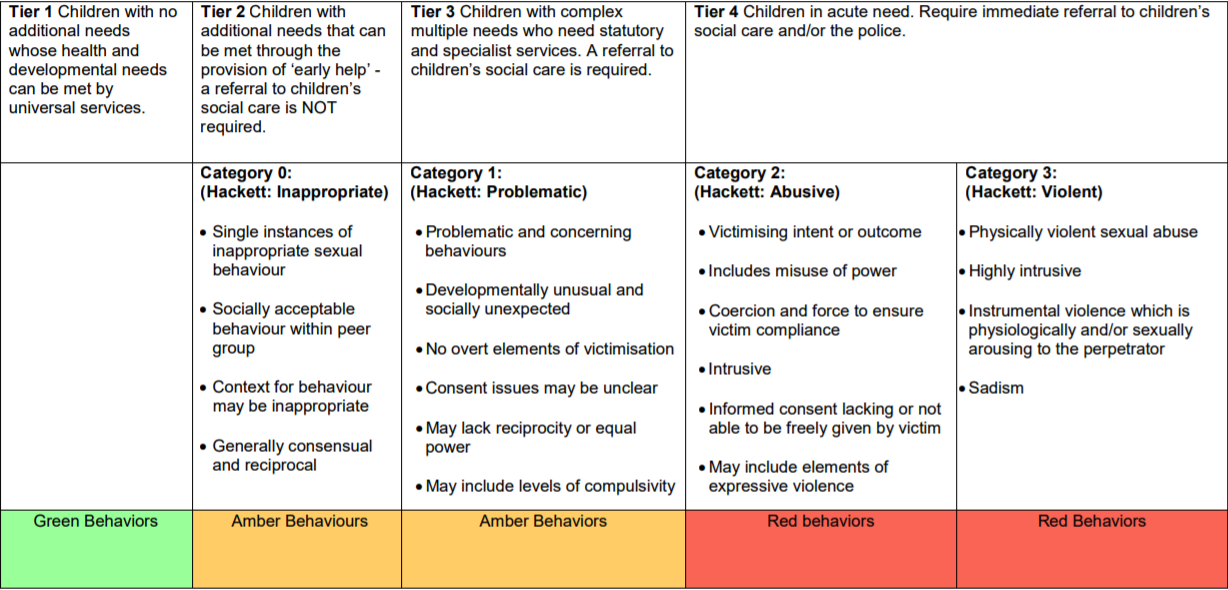 Tier 1 Children with no
additional needs
whose health and
developmental needs
can be met by
universal services.
Tier 2 Children with
additional needs that can
be met through the
provision of ‘early help’ -
a referral to children’s
social care is NOT
required.
Tier 3 Children with complex
multiple needs who need statutory
and specialist services. A referral to
children’s social care is required.
Tier 4 Children in acute need. Require immediate referral to children’s
social care and/or the police.
Category 0:
(Hackett: Inappropriate)
• Single instances of
inappropriate sexual
behaviour
• Socially acceptable
behaviour within peer
group
• Context for behaviour
may be inappropriate
• Generally consensual
and reciprocal
Category 1:
(Hackett: Problematic)
• Problematic and concerning
behaviours
• Developmentally unusual and
socially unexpected
• No overt elements of victimisation
• Consent issues may be unclear
• May lack reciprocity or equal
power
• May include levels of compulsivity
Category 2:
(Hackett: Abusive)
• Victimising intent or outcome
• Includes misuse of power
• Coercion and force to ensure
victim compliance
• Intrusive
• Informed consent lacking or not
able to be freely given by victim
• May include elements of
expressive violence
Category 3:
(Hackett: Violent)
• Physically violent sexual abuse
• Highly intrusive
• Instrumental violence which is
physiologically and/or sexually
arousing to the perpetrator
• Sadism
Green Behaviors
Amber Behaviours
Amber Behaviors
Red behaviors
Red Behaviors